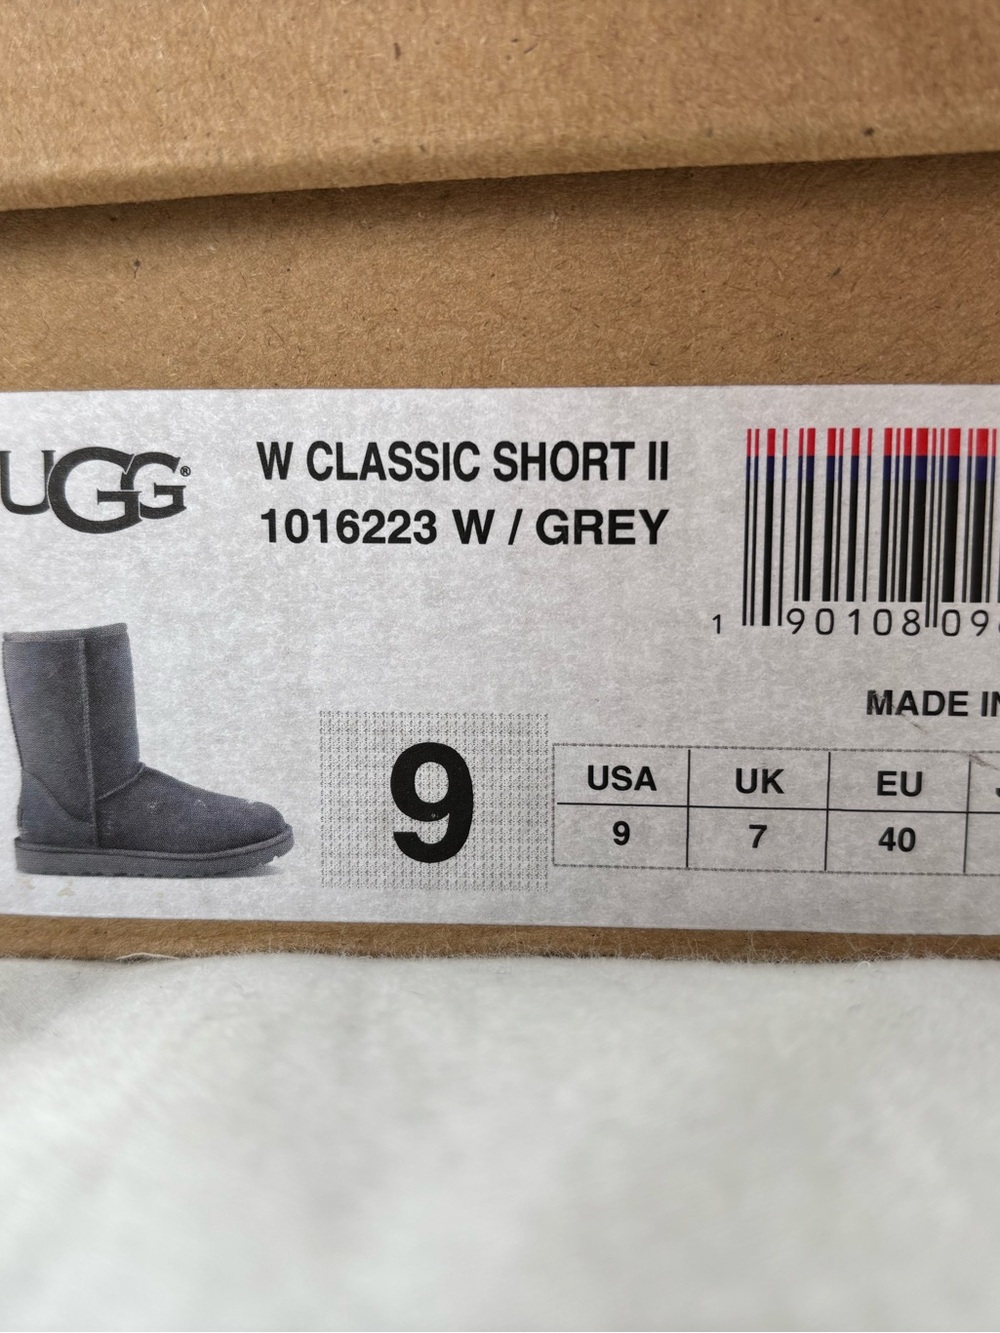 UGG®
W CLASSIC SHORT II
1016223 W / GREY
1 90108 09
MADE IN
9
USA UK EU
9 7 40